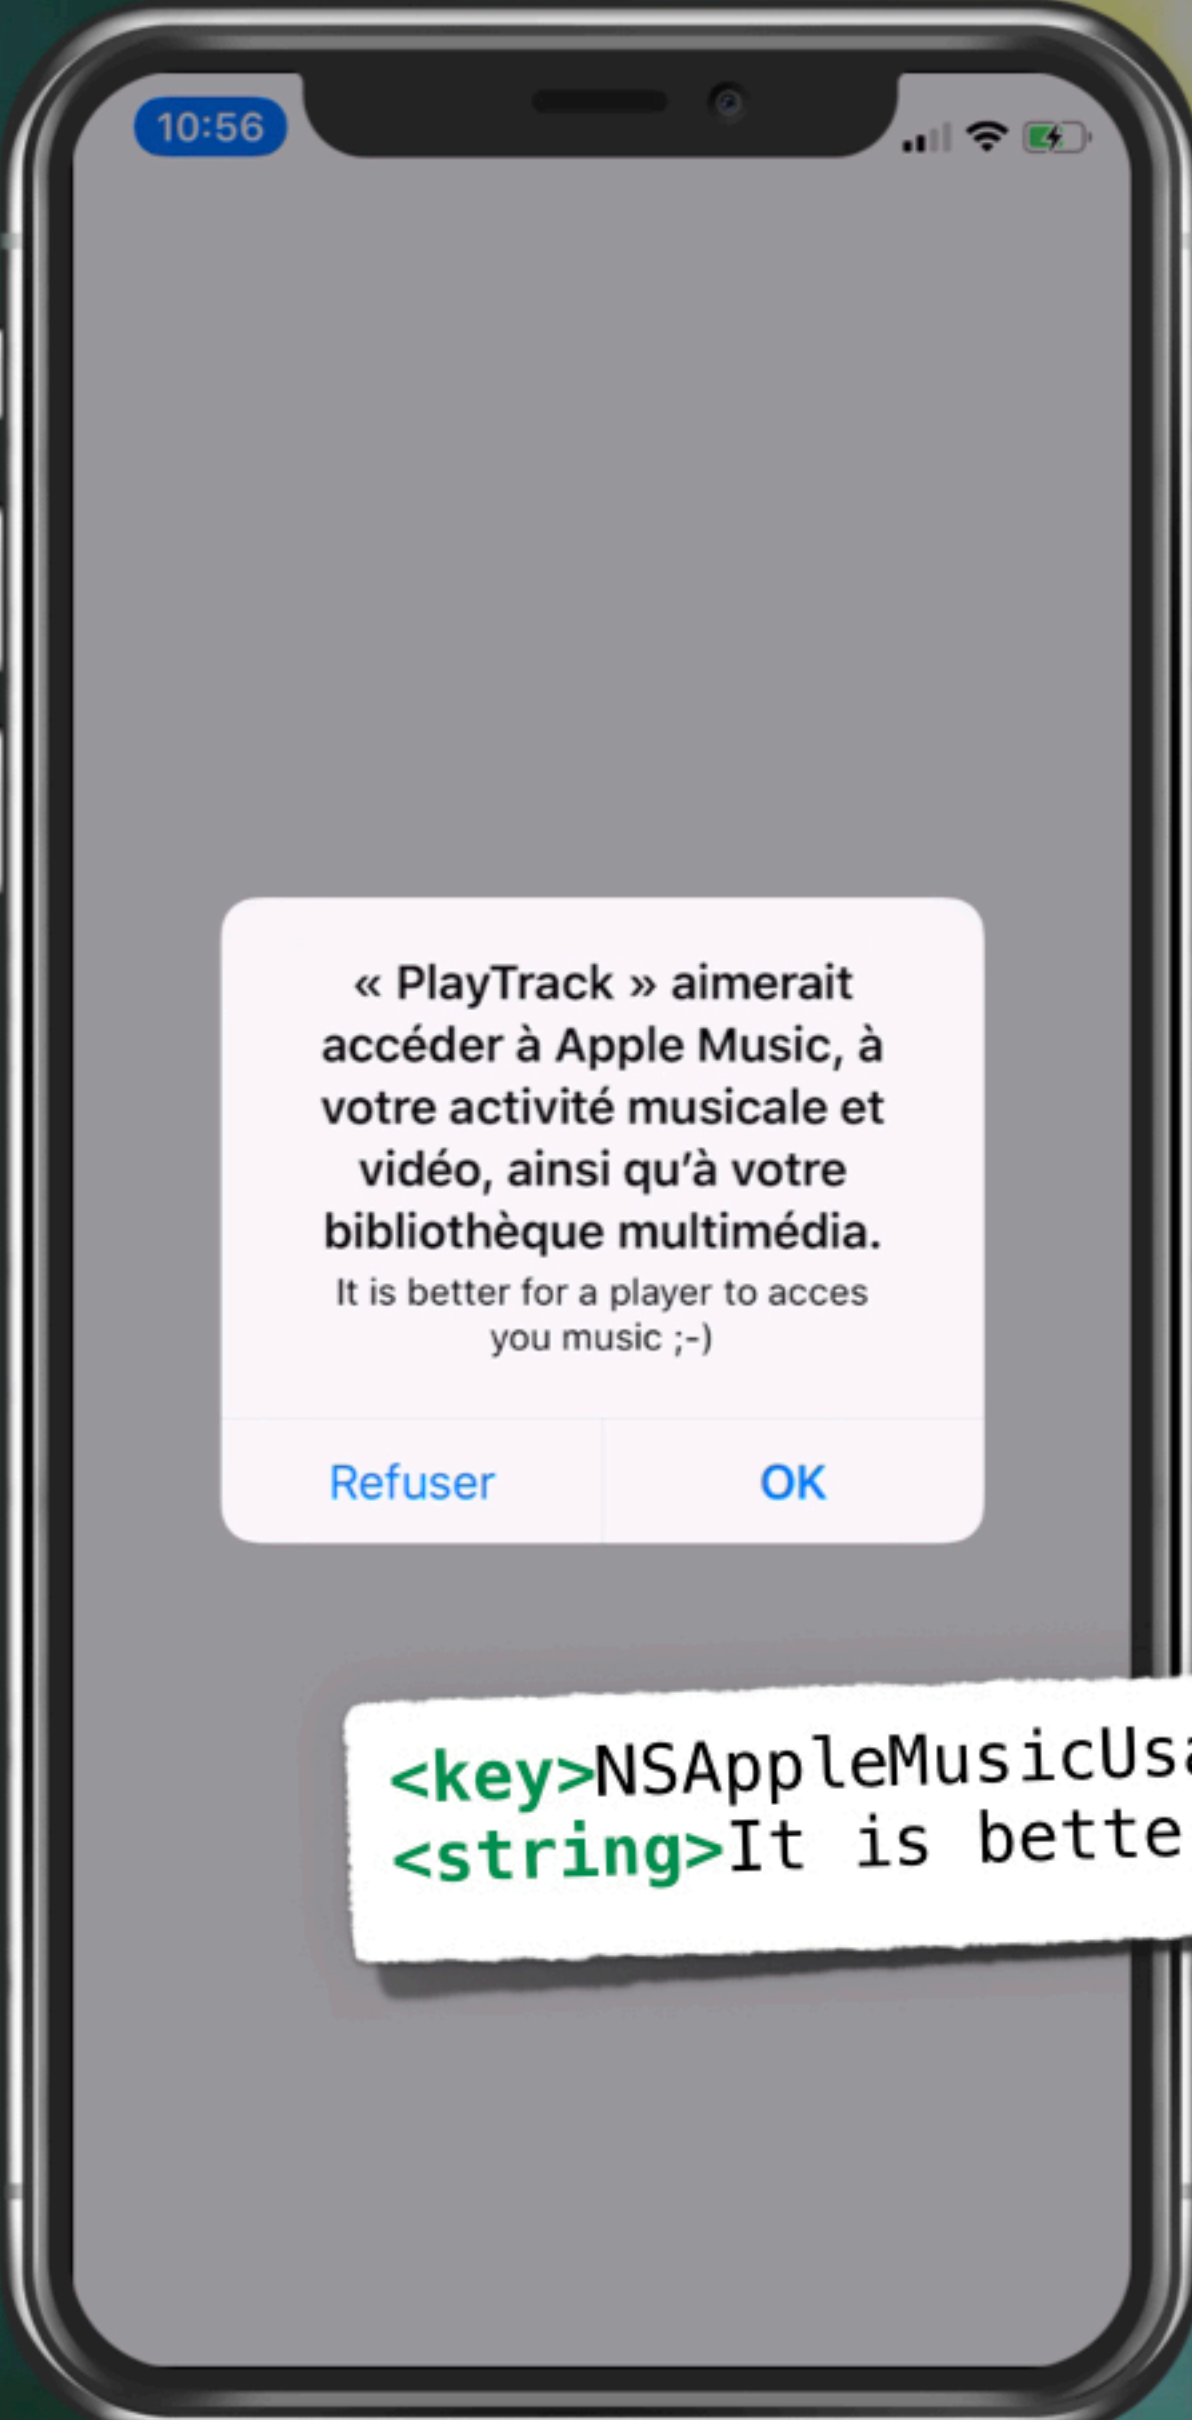 10:56
« PlayTrack » aimerait
accéder à Apple Music, à
votre activité musicale et
vidéo, ainsi qu’à votre
bibliothèque multimédia.
It is better for a player to acces
you music ;-)
Refuser
OK
<key>NSAppleMusicUsa
<string>It is bette